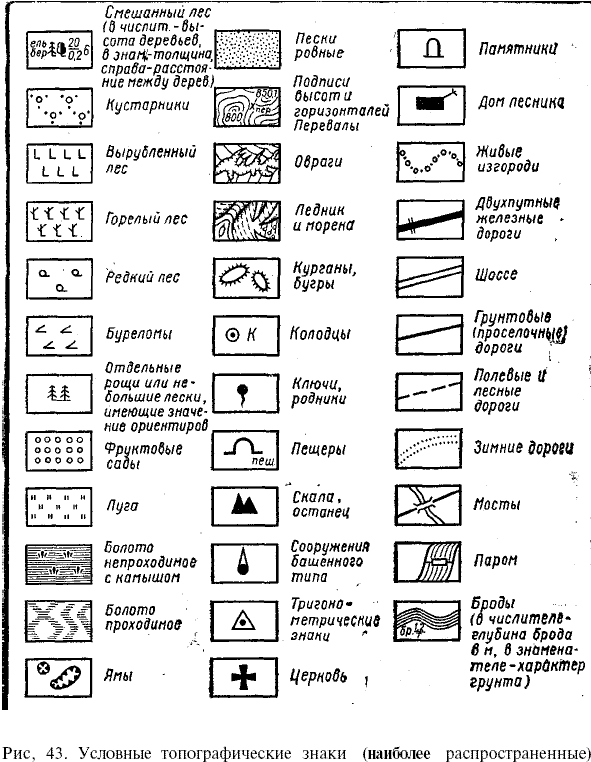 Смешанный лес
(в числит.-вы-
сота деревьев,
в знам.-толщина,
справа-расстоя-
ние между дерев.)
ель
бер
20
0,2
6
Кустарники
Вырубленный
лес
Горелый лес
Редкий лес
Буреломы
Отдельные
рощи или не-
большие лески,
имеющие значе-
ние ориентиров
Фруктовые
сады
Луга
Болото
непроходимое
с камышом
Болото
проходимое
Ямы
Пески
ровные
Подписи
высот и
горизонталей
Перевалы
850,1
800
пер.
Овраги
Ледник
и морена
Курганы,
бугры
К
Колодцы
Ключи,
родники
Пещеры
пещ.
Скала,
останец
Сооружения
башенного
типа
Тригоно-
метрические
знаки
Церковь
Памятники
Дом лесника
Живые
изгороди
Двухпутные
железные
дороги
Шоссе
Грунтовые
(проселочные)
дороги
Полевые и
лесные
дороги
Зимние дороги
Мосты
Паром
Броды
(в числителе-
глубина брода
в м, в знамена-
теле-характер
грунта)
бр.
Рис, 43. Условные топографические знаки (наиболее распространенные)